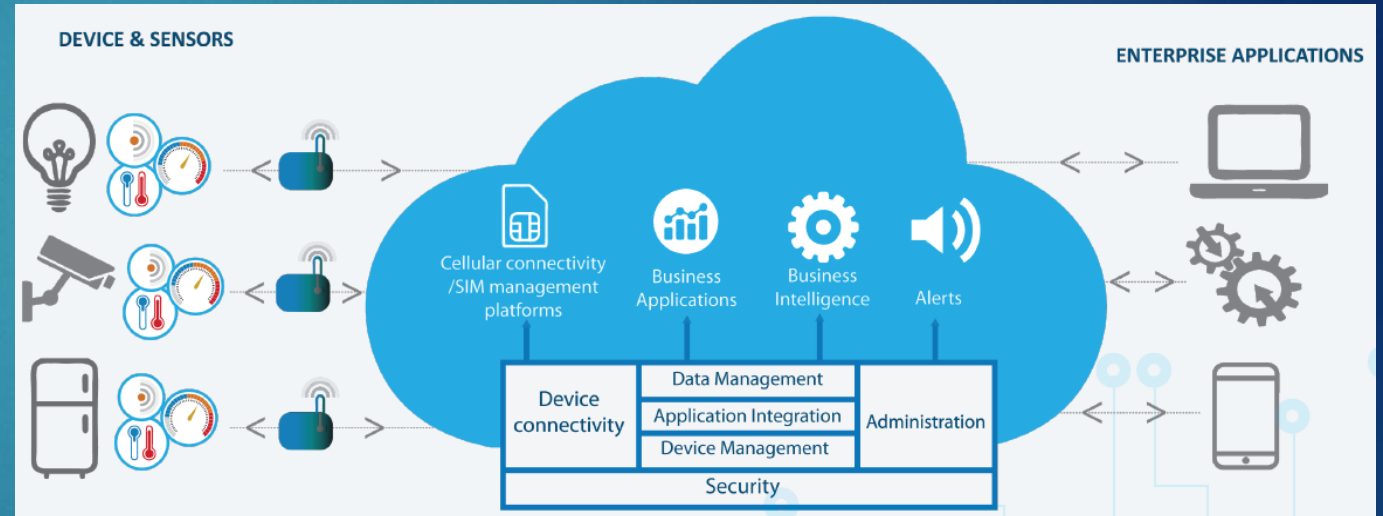 DEVICE & SENSORS
ENTERPRISE APPLICATIONS
Cellular connectivity
/SIM management
platforms
Business
Applications
Business
Intelligence
Alerts
Device
connectivity
Data Management
Application Integration
Device Management
Administration
Security